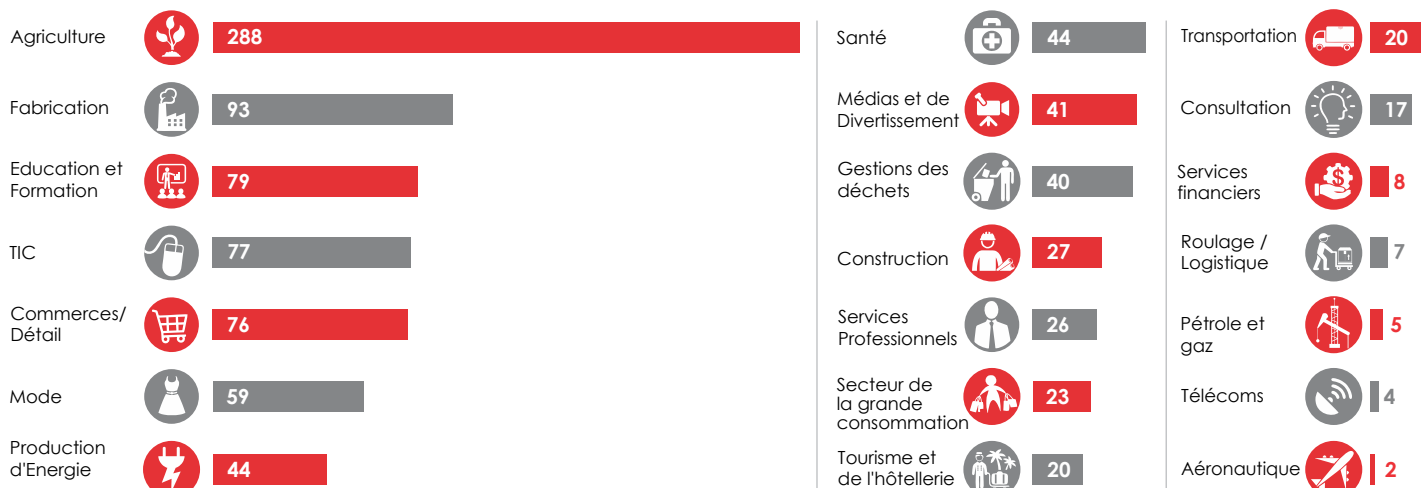 Agriculture
288
Fabrication
93
Education et
Formation
79
TIC
77
Commerces/
Détail
76
Mode
59
Production
d'Energie
44
Santé
44
Médias et de
Divertissement
41
Gestions des
déchets
40
Construction
27
Services
Professionnels
26
Secteur de
la grande
consommation
23
Tourisme et
de l'hôtellerie
20
Transportation
20
Consultation
17
Services
financiers
$
8
Roulage /
Logistique
7
Pétrole et
gaz
5
Télécoms
4
Aéronautique
2